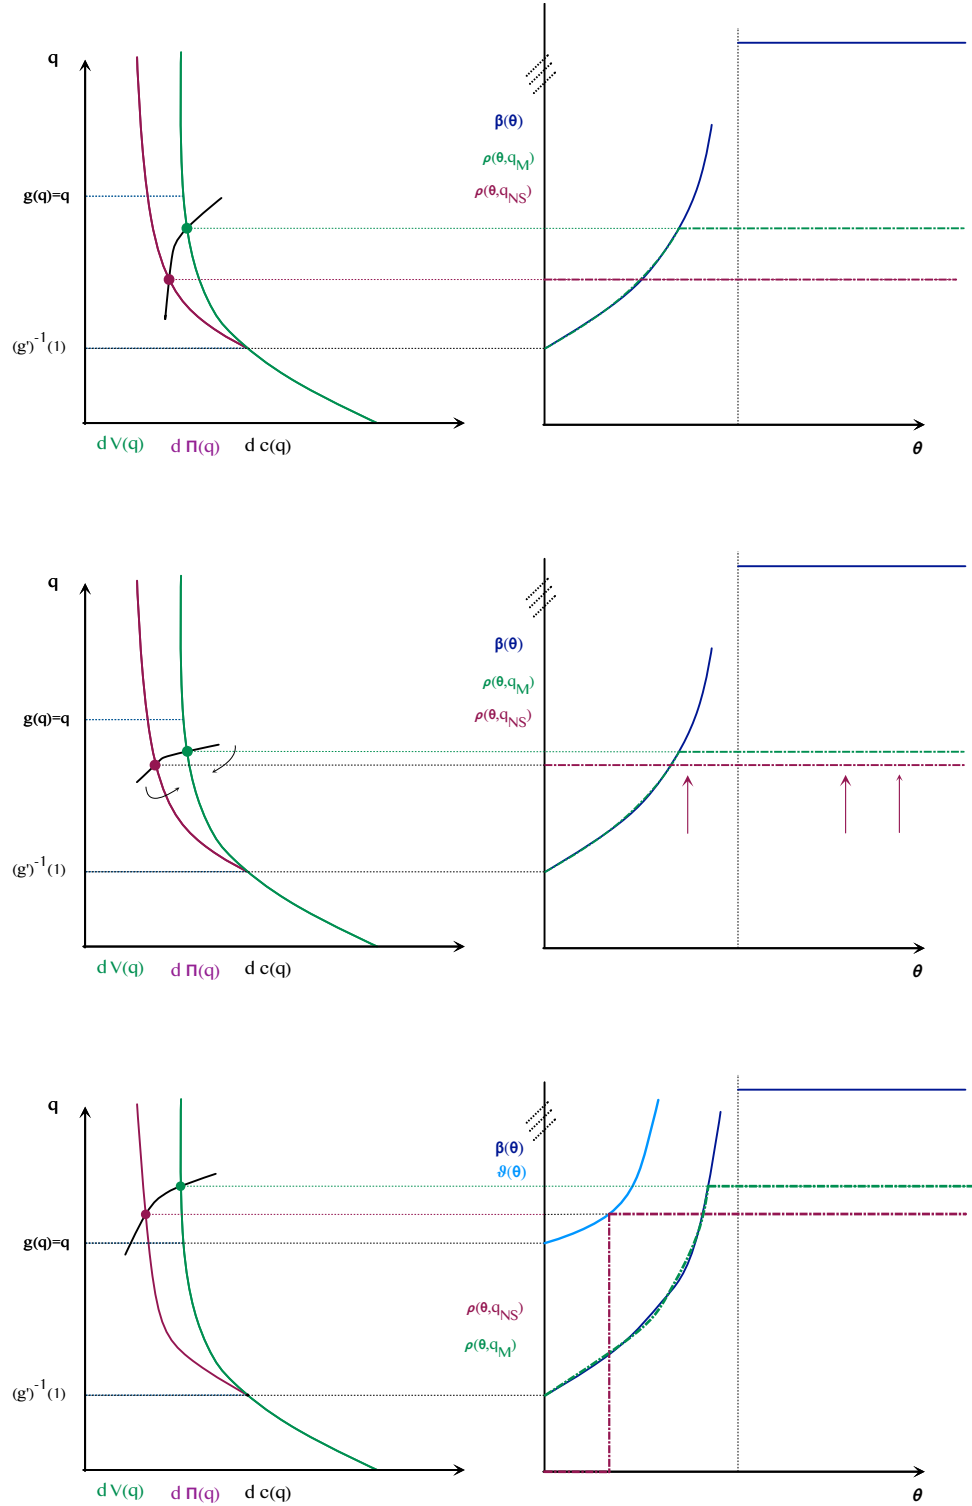 q
β(θ)
ρ(θ,q_M)
g(q)=q
ρ(θ,q_NS)
(g')^-1(1)
d V(q) d Π(q) d c(q)
θ
q
β(θ)
ρ(θ,q_M)
g(q)=q
ρ(θ,q_NS)
(g')^-1(1)
d V(q) d Π(q) d c(q)
θ
q
β(θ)
ϑ(θ)
g(q)=q
ρ(θ,q_NS)
ρ(θ,q_M)
(g')^-1(1)
d V(q) d Π(q) d c(q)
θ